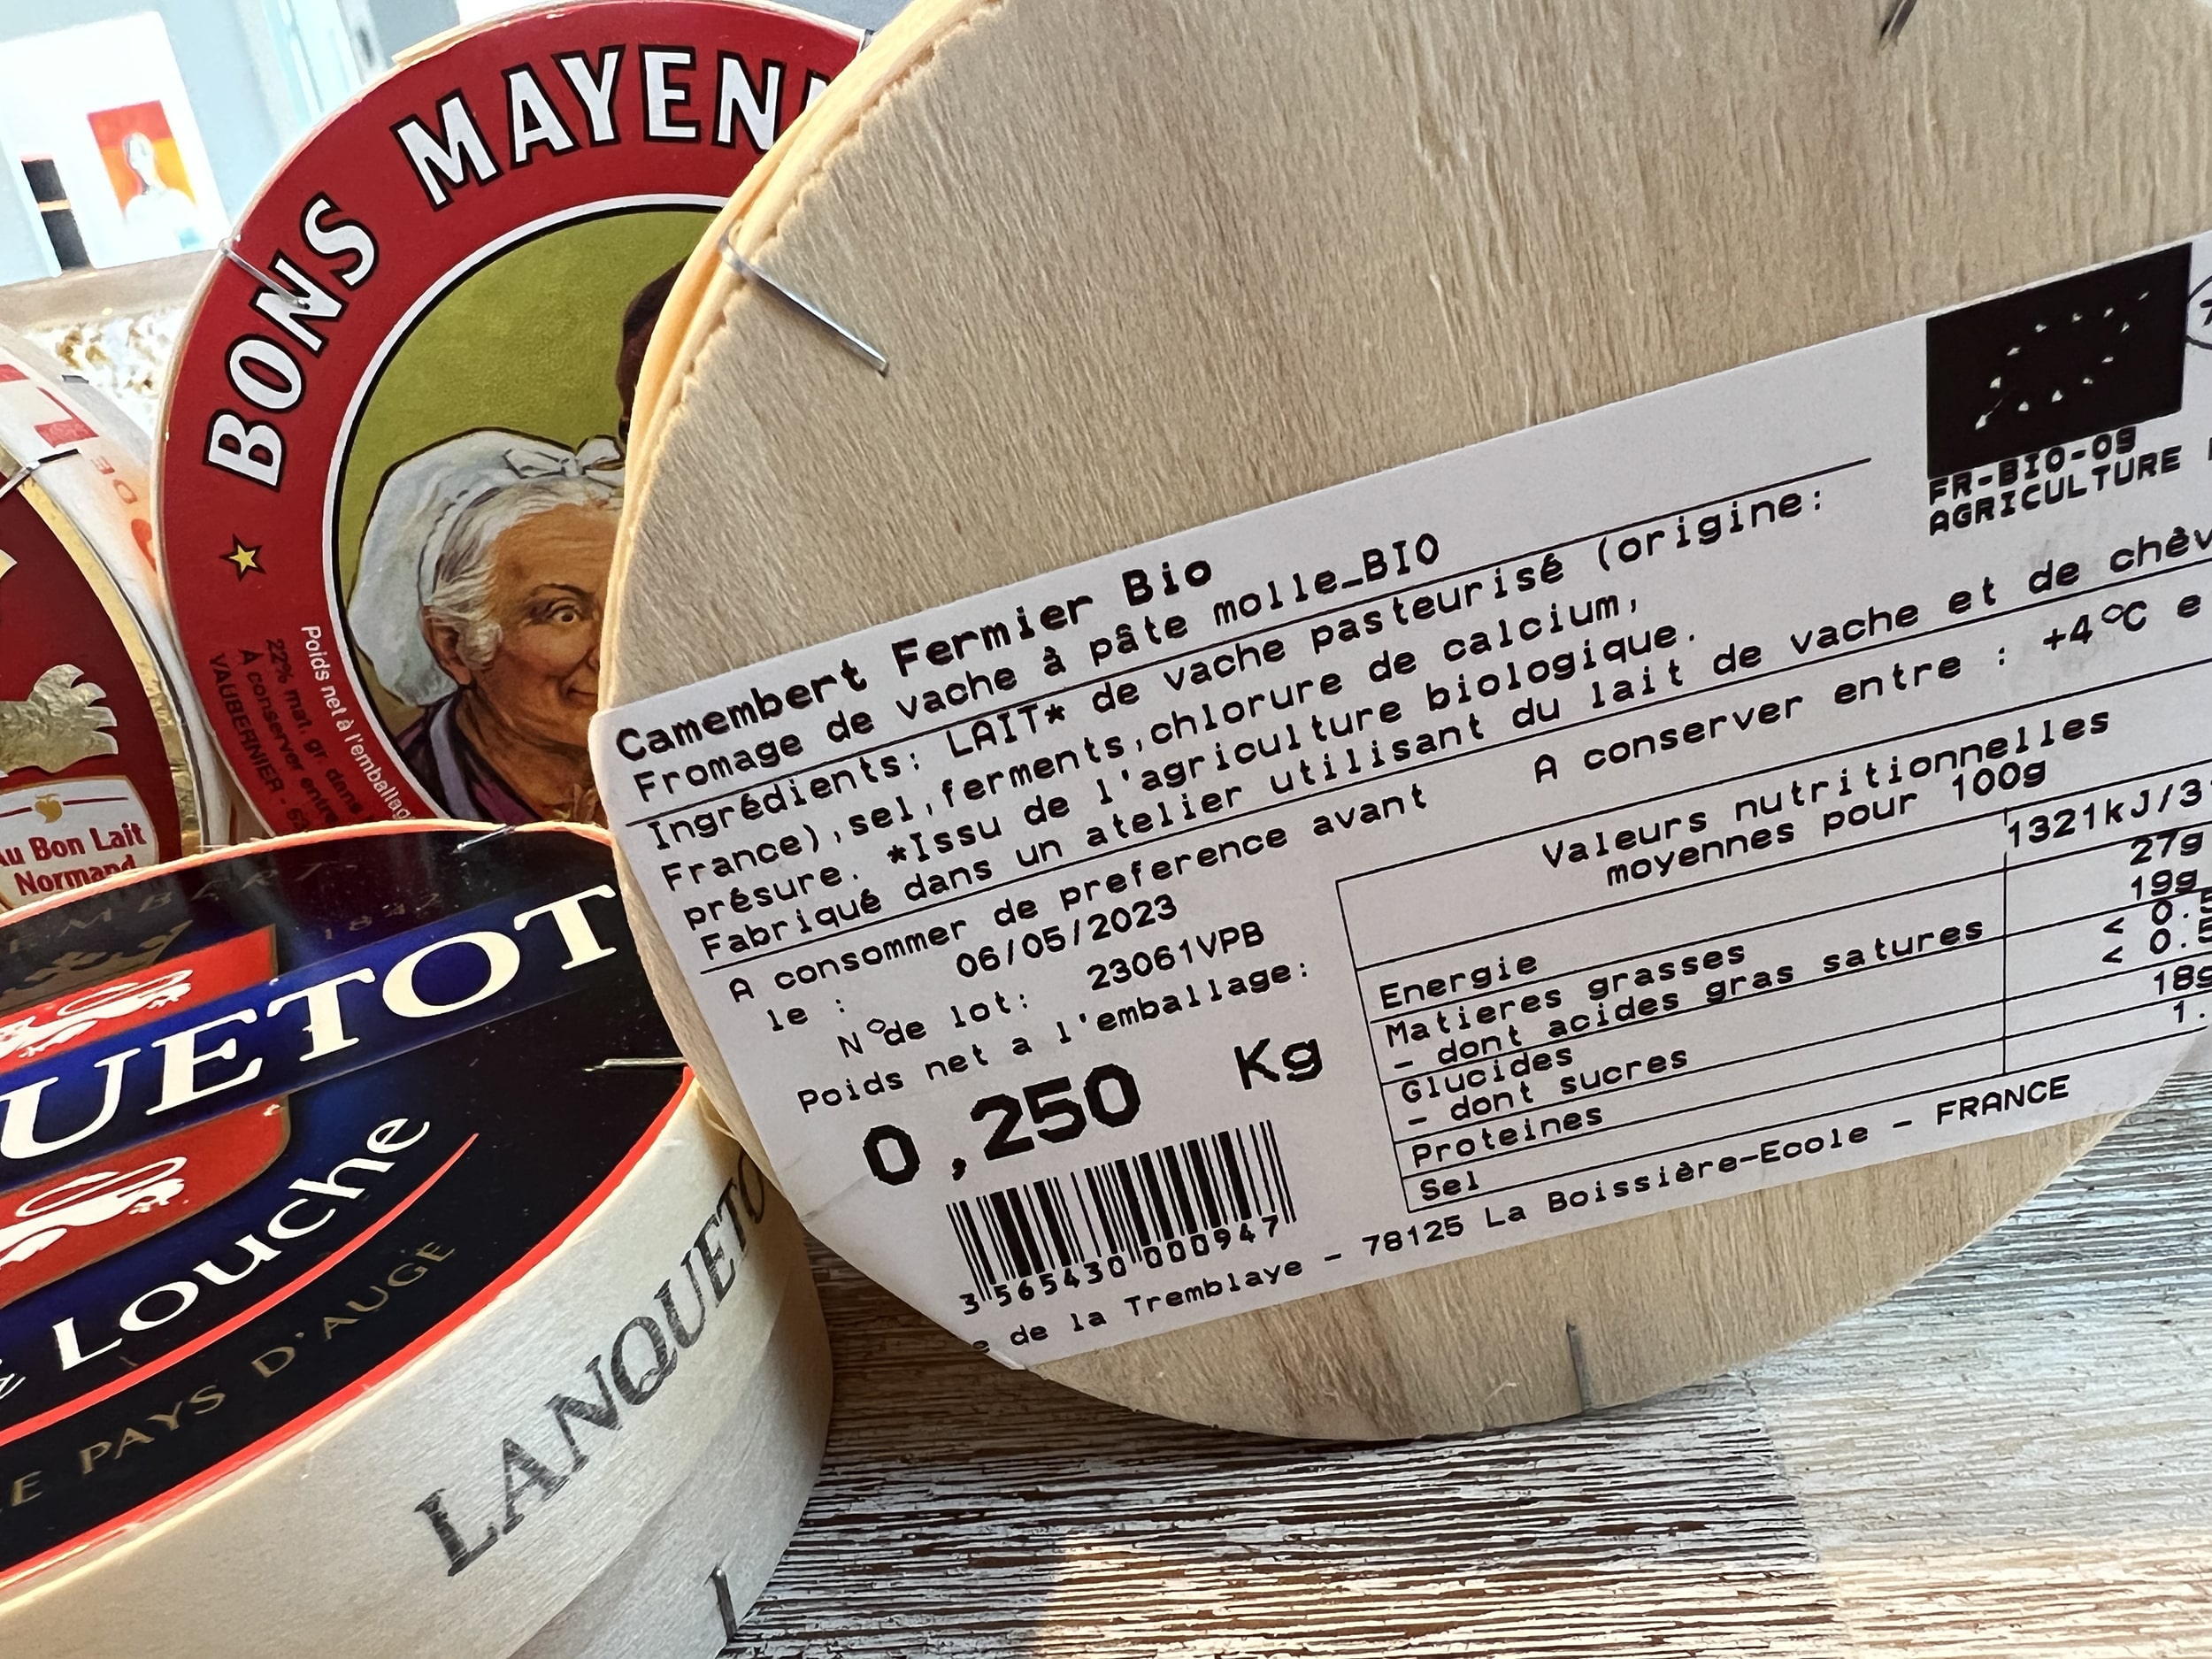 BONS MAYENN
Poids net à l'emballag
22% mat. gr. dans
À conserver entre
VAUBERNIER - 5
Au Bon Lait
Normand
1842
UETOT
Louche
PAYS D'AUGE
LANQUETO
Camembert Fermier Bio
Fromage de vache à pâte molle_BIO
Ingrédients: LAIT* de vache pasteurisé (origine:
France),sel,ferments,chlorure de calcium,
présure. *Issu de l'agriculture biologique.
Fabriqué dans un atelier utilisant du lait de vache et de chèv
FR-BIO-09
AGRICULTURE
A consommer de preference avant
le :
06/05/2023
A conserver entre : +4°C e
N°de lot: 23061VPB
Poids net a l'emballage:
0,250 Kg
3 565430 000947
Valeurs nutritionnelles
moyennes pour 100g
Energie 1321kJ/3
Matieres grasses 27g
- dont acides gras satures 19g
Glucides < 0.5
- dont sucres < 0.5
Proteines 18g
Sel 1.
e de la Tremblaye - 78125 La Boissière-Ecole - FRANCE